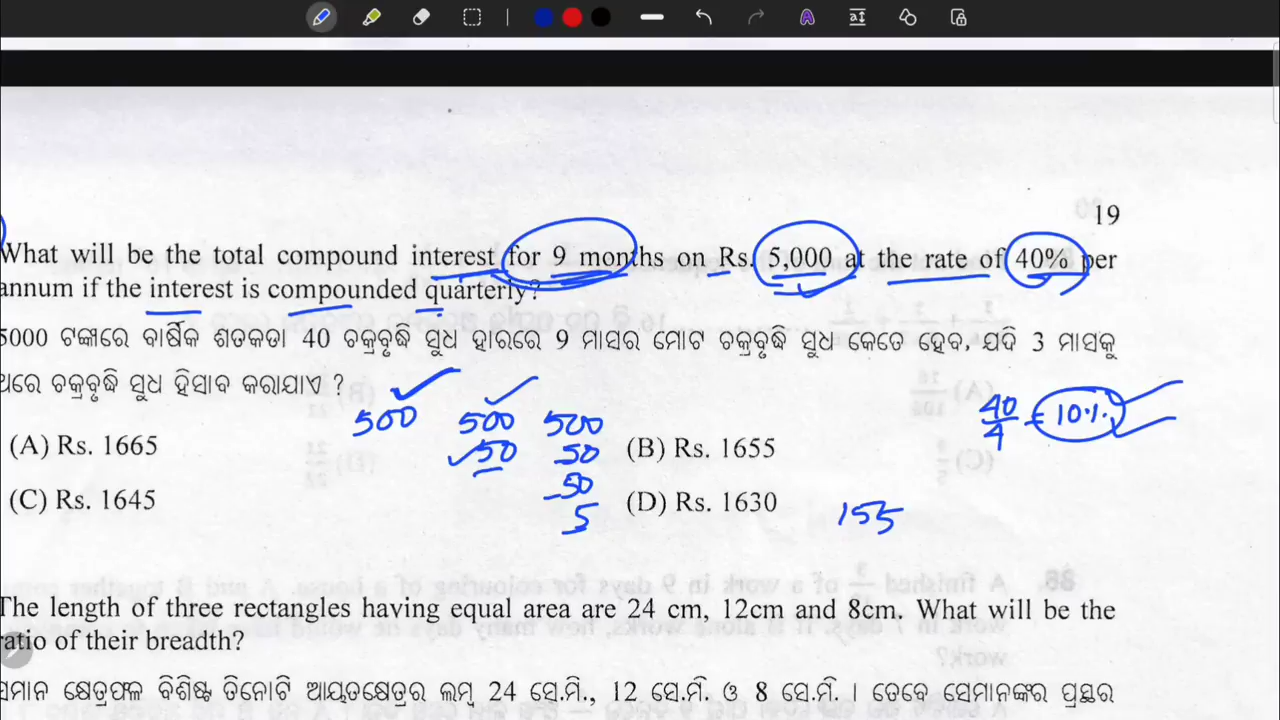 19
What will be the total compound interest for 9 months on Rs. 5,000 at the rate of 40% per
annum if the interest is compounded quarterly?
5000 ଟଙ୍କାରେ ବାର୍ଷିକ ଶତକଡା 40 ଚକ୍ରବୃଦ୍ଧି ସୁଧ ହାରରେ 9 ମାସର ମୋଟ ଚକ୍ରବୃଦ୍ଧି ସୁଧ କେତେ ହେବ, ଯଦି 3 ମାସକୁ
ଥରେ ଚକ୍ରବୃଦ୍ଧି ସୁଧ ହିସାବ କରାଯାଏ ?
500 500 500
50 50
50
5
40/4 = 10%
(A) Rs. 1665
(B) Rs. 1655
(C) Rs. 1645
(D) Rs. 1630
155
The length of three rectangles having equal area are 24 cm, 12cm and 8cm. What will be the
ratio of their breadth?
ସମାନ କ୍ଷେତ୍ରଫଳ ବିଶିଷ୍ଟ ତିନୋଟି ଆୟତକ୍ଷେତ୍ରର ଲମ୍ବ 24 ସେ.ମି., 12 ସେ.ମି. ଓ 8 ସେ.ମି. । ତେବେ ସେମାନଙ୍କର ପ୍ରସ୍ଥର